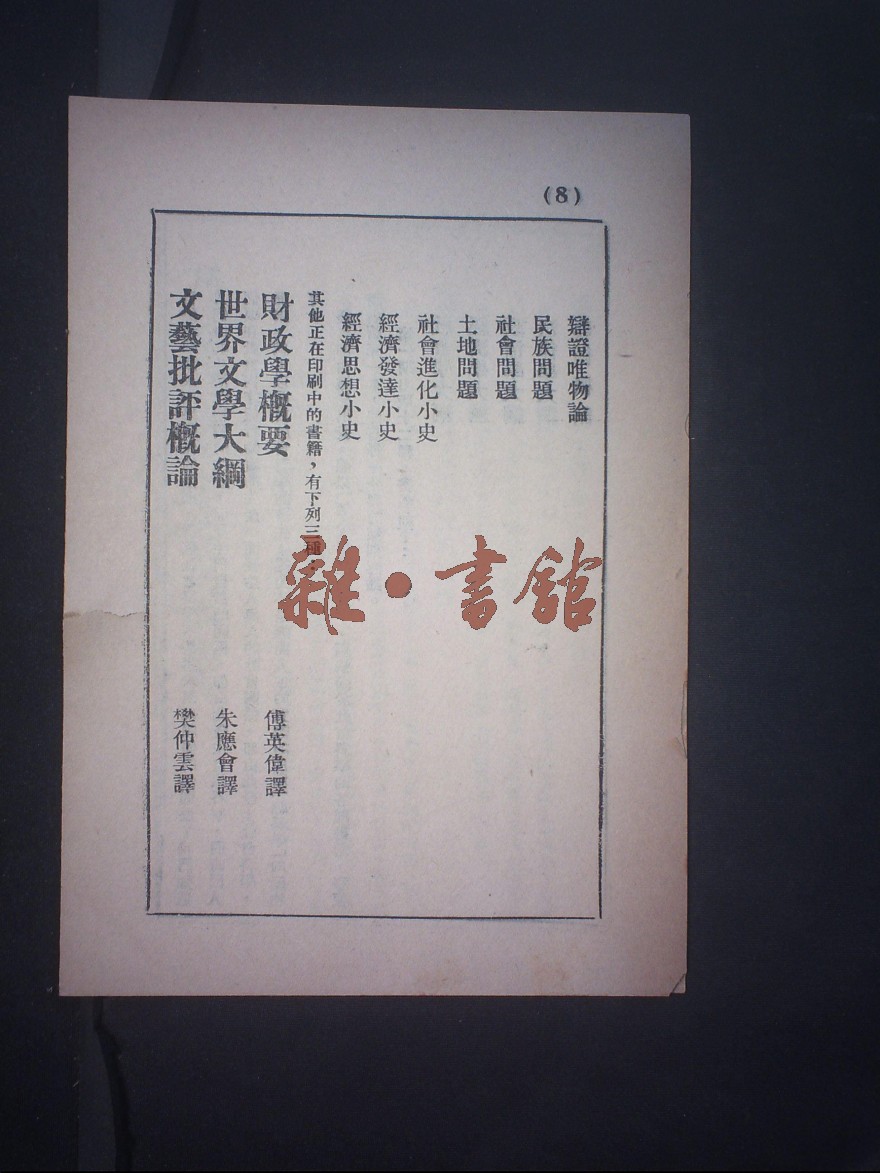 (8)
辯證唯物論
民族問題
社會問題
土地問題
社會進化小史
經濟發達小史
經濟思想小史
其他正在印刷中的書籍，有下列三種：
財政學概要 傅英偉譯
世界文學大綱 朱應會譯
文藝批評概論 樊仲雲譯
雜·書館